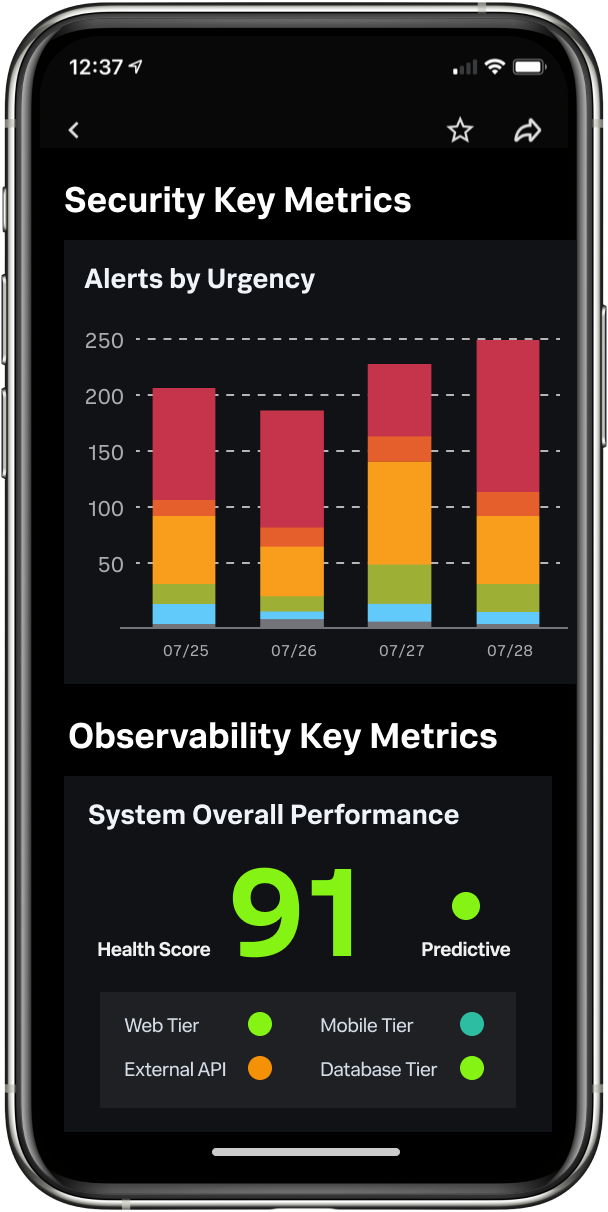 12:37
Security Key Metrics
Alerts by Urgency
250
200
150
100
50
07/25 07/26 07/27 07/28
Observability Key Metrics
System Overall Performance
Health Score 91 Predictive
Web Tier Mobile Tier
External API Database Tier